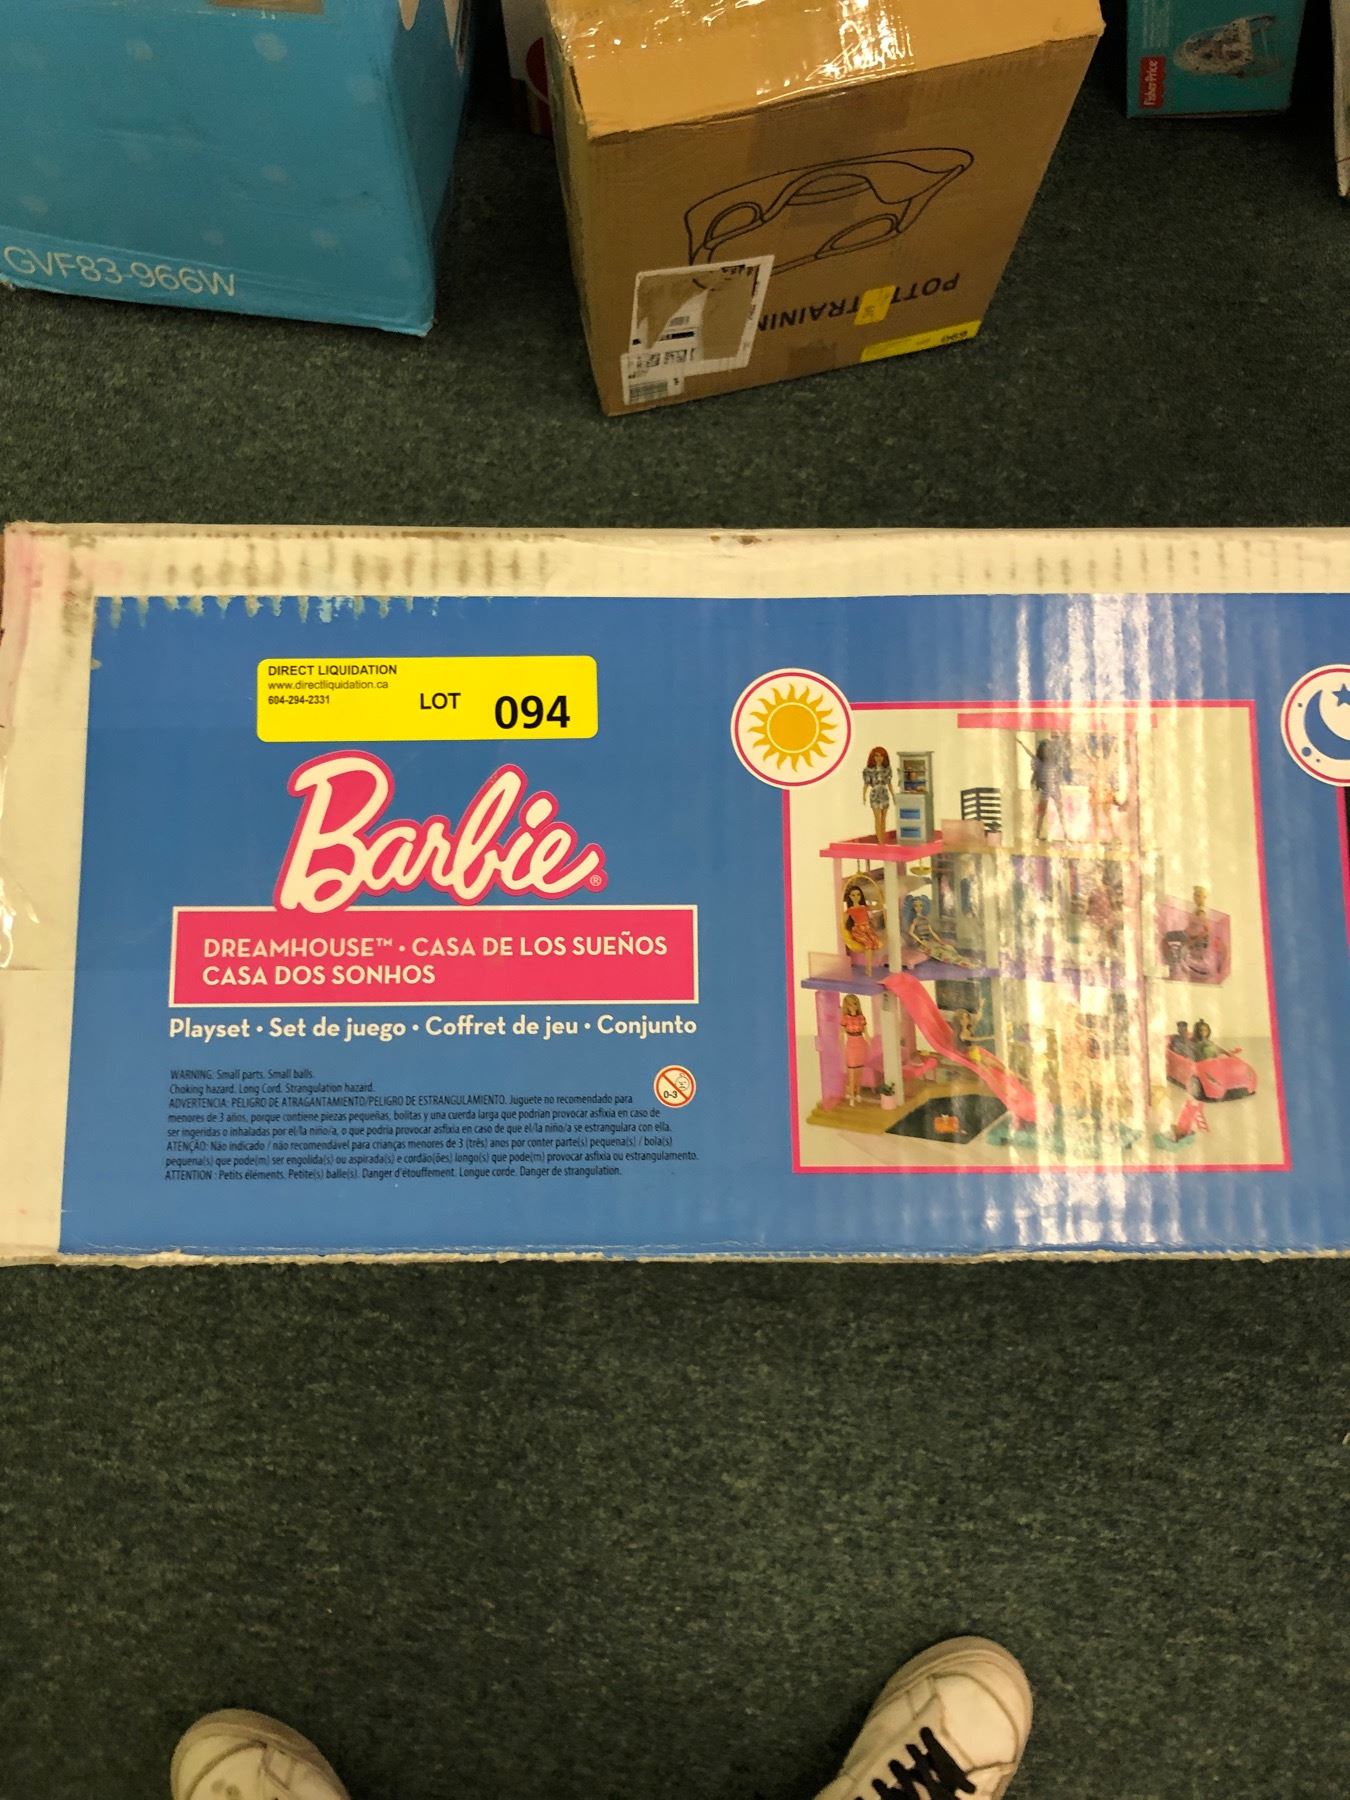 Fisher-Price
GVF83-966W
POTT TRAININ
DIRECT LIQUIDATION
www.directliquidation.ca
604-294-2331
LOT 094
Barbie®
DREAMHOUSE™ • CASA DE LOS SUEÑOS
CASA DOS SONHOS
Playset • Set de juego • Coffret de jeu • Conjunto
WARNING: Small parts. Small balls.
Choking hazard. Long Cord. Strangulation hazard.
0-3
ADVERTENCIA: PELIGRO DE ATRAGANTAMIENTO/PELIGRO DE ESTRANGULAMIENTO. Juguete no recomendado para
menores de 3 años, porque contiene piezas pequeñas, bolitas y una cuerda larga que podrían provocar asfixia en caso de
ser ingeridas o inhaladas por el/la niño/a, o que podría provocar asfixia en caso de que el/la niño/a se estrangulara con ella.
ATENÇÃO: Não indicado / não recomendável para crianças menores de 3 (três) anos por conter parte(s) pequena(s) / bola(s)
pequena(s) que pode(m) ser engolida(s) ou aspirada(s) e cordão(ões) longo(s) que pode(m) provocar asfixia ou estrangulamento.
ATTENTION : Petits éléments. Petite(s) balle(s). Danger d'étouffement. Longue corde. Danger de strangulation.